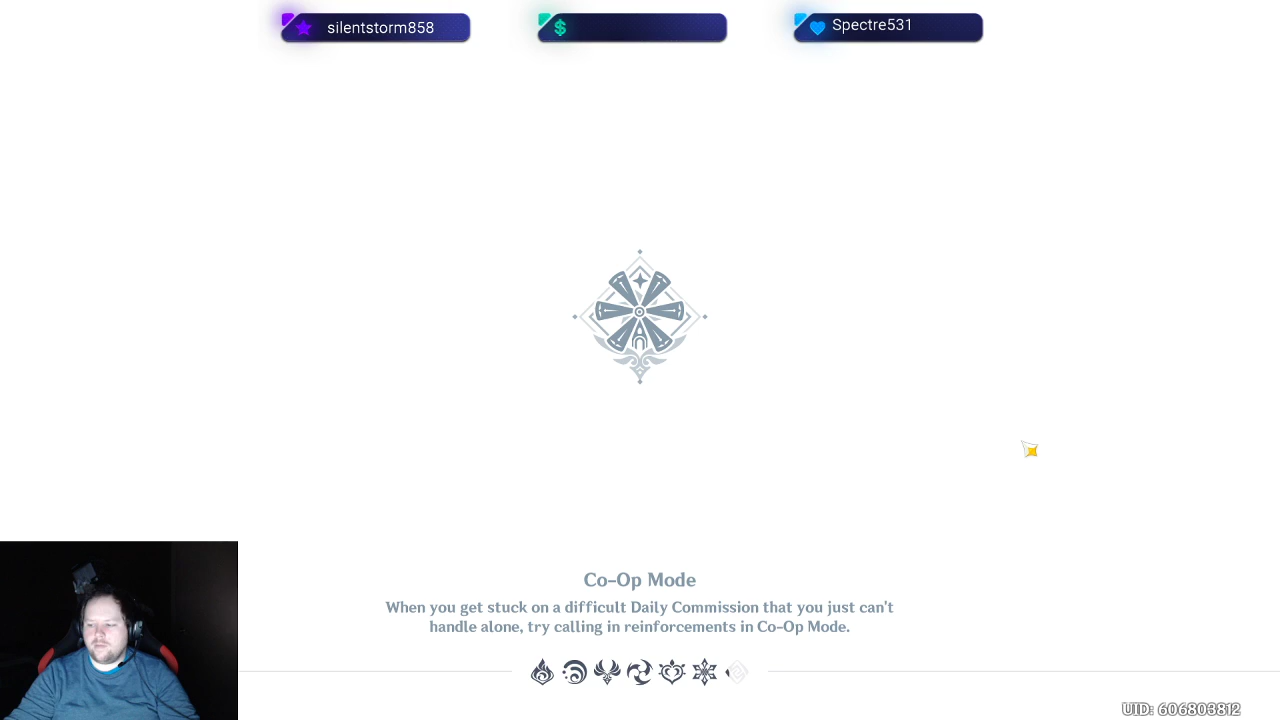 silentstorm858
$
Spectre531
Co-Op Mode
When you get stuck on a difficult Daily Commission that you just can't
handle alone, try calling in reinforcements in Co-Op Mode.
UID: 606803812